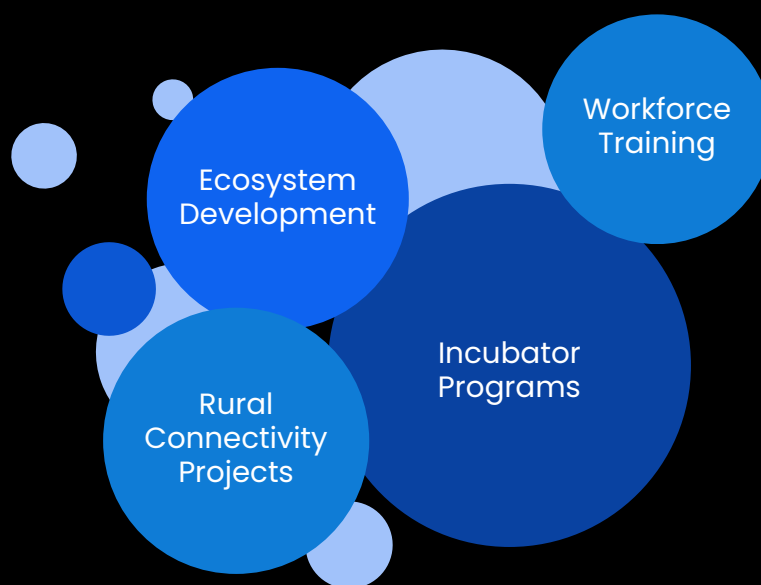 Workforce
Training
Ecosystem
Development
Incubator
Programs
Rural
Connectivity
Projects